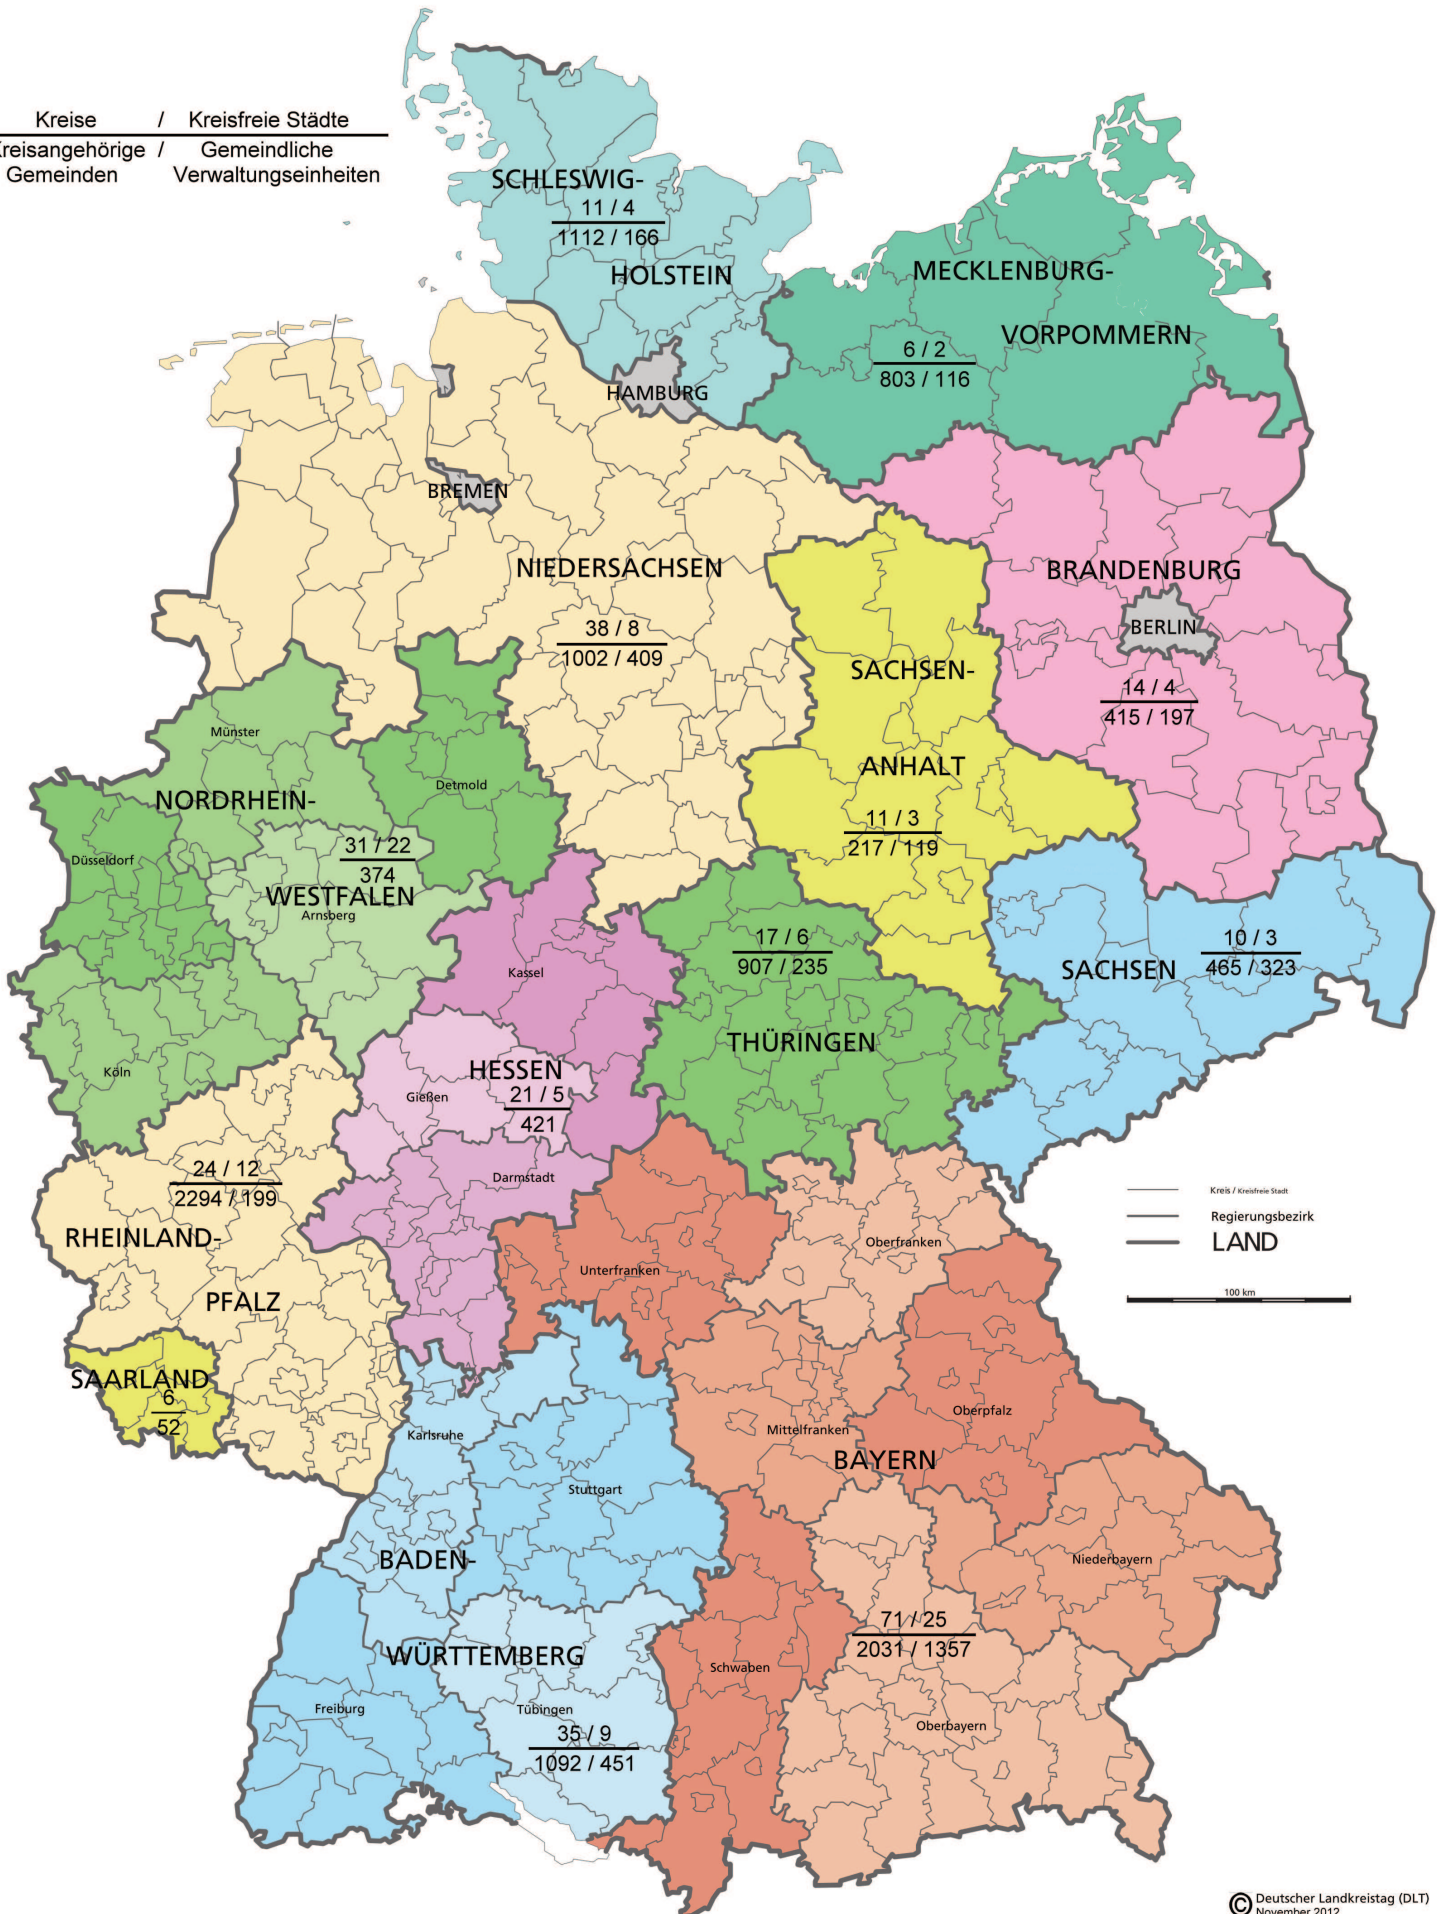 Kreise / Kreisfreie Städte
Kreisangehörige / Gemeindliche
Gemeinden Verwaltungseinheiten
SCHLESWIG-
11 / 4
1112 / 166
HOLSTEIN
MECKLENBURG-
VORPOMMERN
6 / 2
803 / 116
HAMBURG
BREMEN
NIEDERSACHSEN
38 / 8
1002 / 409
BRANDENBURG
BERLIN
14 / 4
415 / 197
SACHSEN-
ANHALT
11 / 3
217 / 119
Münster
Detmold
NORDRHEIN-
31 / 22
374
Düsseldorf
WESTFALEN
Arnsberg
Köln
17 / 6
907 / 235
THÜRINGEN
10 / 3
465 / 323
SACHSEN
Kassel
HESSEN
21 / 5
421
Gießen
Darmstadt
24 / 12
2294 / 199
RHEINLAND-
PFALZ
SAARLAND
6
52
Kreis / Kreisfreie Stadt
Regierungsbezirk
LAND
100 km
Unterfranken
Oberfranken
Mittelfranken
Oberpfalz
BAYERN
Niederbayern
71 / 25
2031 / 1357
Schwaben
Oberbayern
Karlsruhe
Stuttgart
BADEN-
WÜRTTEMBERG
Freiburg
Tübingen
35 / 9
1092 / 451
© Deutscher Landkreistag (DLT)
November 2012